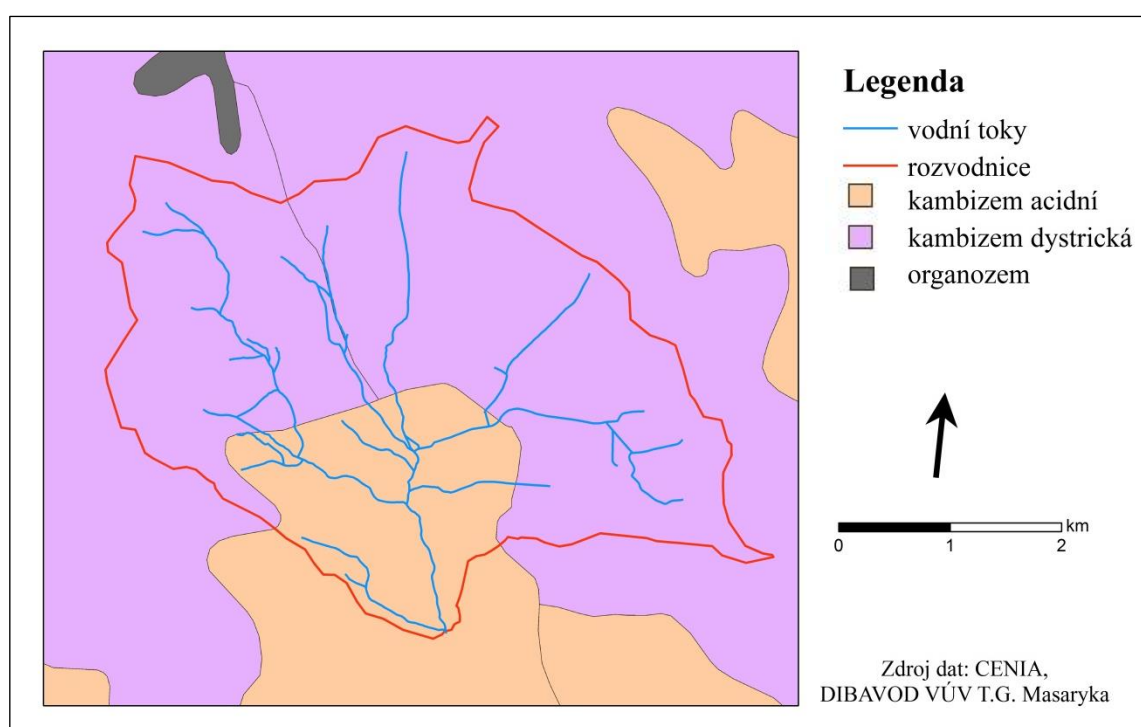 Legenda
vodní toky
rozvodnice
kambizem acidní
kambizem dystrická
organozem
km
0 1 2
Zdroj dat: CENIA,
DIBAVOD VÚV T.G. Masaryka